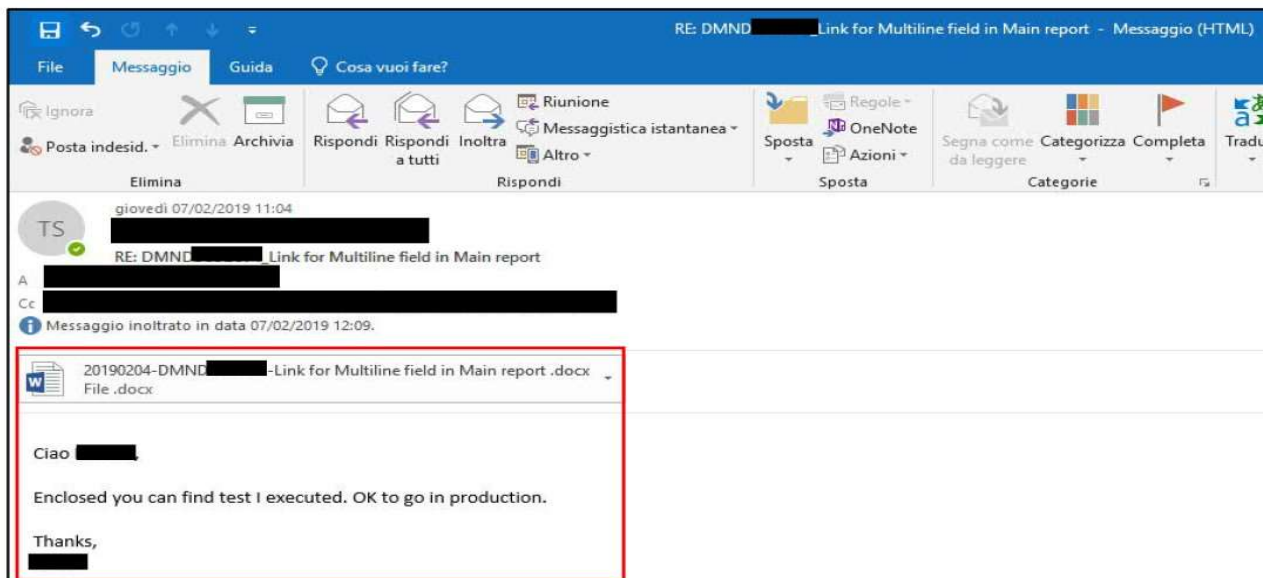 RE: DMND _Link for Multiline field in Main report - Messaggio (HTML)
File Messaggio Guida Cosa vuoi fare?
Ignora
Posta indesid.
Elimina
Archivia
Elimina
Rispondi
Rispondi a tutti
Inoltra
Riunione
Messaggistica istantanea
Altro
Rispondi
Sposta
Regole
OneNote
Azioni
Sposta
Segna come da leggere
Categorizza
Completa
Categorie
TS
giovedì 07/02/2019 11:04
RE: DMND _Link for Multiline field in Main report
A
Cc
Messaggio inoltrato in data 07/02/2019 12:09.
20190204-DMND -Link for Multiline field in Main report .docx
File .docx
Ciao ,
Enclosed you can find test I executed. OK to go in production.
Thanks,